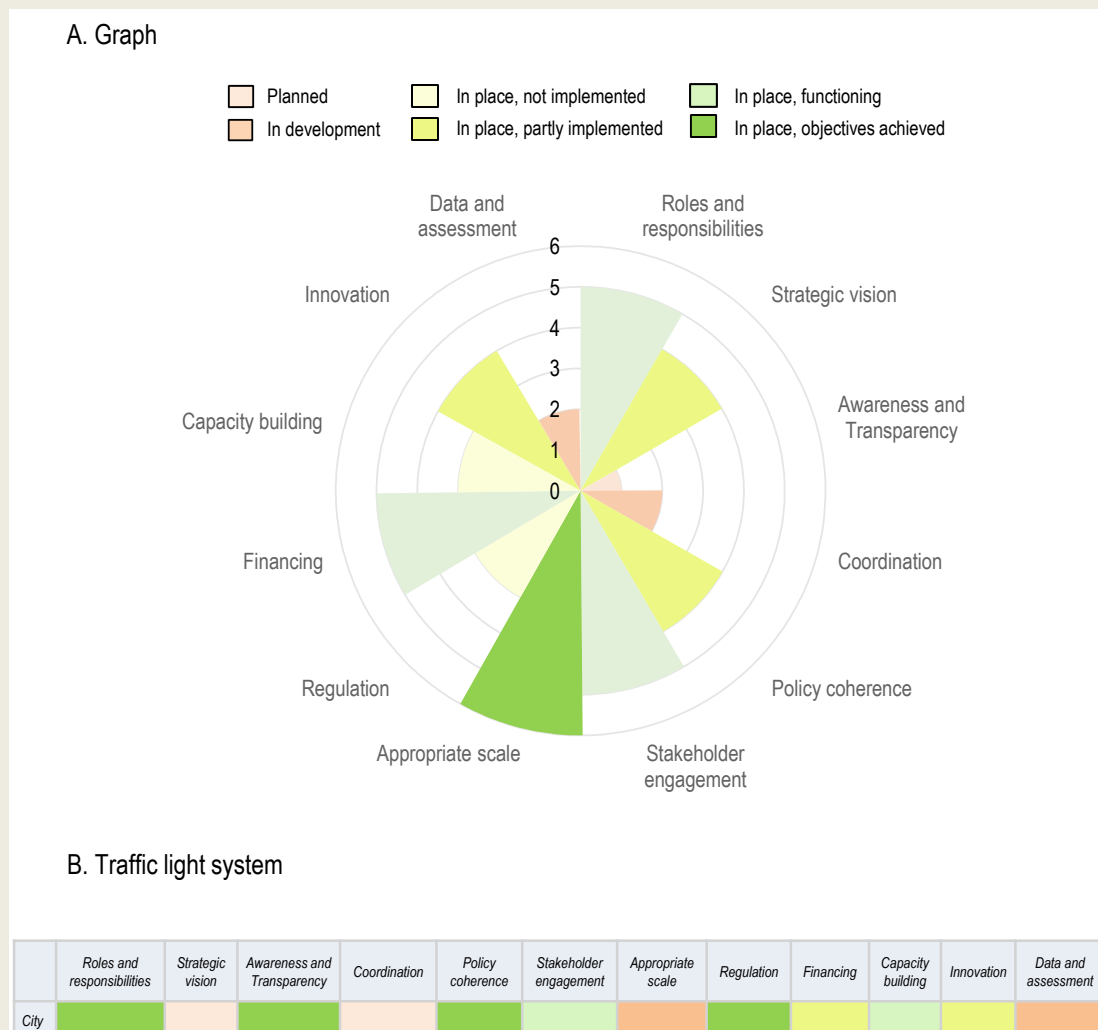 A. Graph
Planned
In place, not implemented
In place, functioning
In development
In place, partly implemented
In place, objectives achieved
Data and
assessment
Roles and
responsibilities
Innovation
Strategic vision
Capacity building
Awareness and
Transparency
Financing
Coordination
Regulation
Policy coherence
Appropriate scale
Stakeholder
engagement
6
5
4
3
2
1
0
B. Traffic light system
Roles and
responsibilities
Strategic
vision
Awareness and
Transparency
Coordination
Policy
coherence
Stakeholder
engagement
Appropriate
scale
Regulation
Financing
Capacity
building
Innovation
Data and
assessment
City